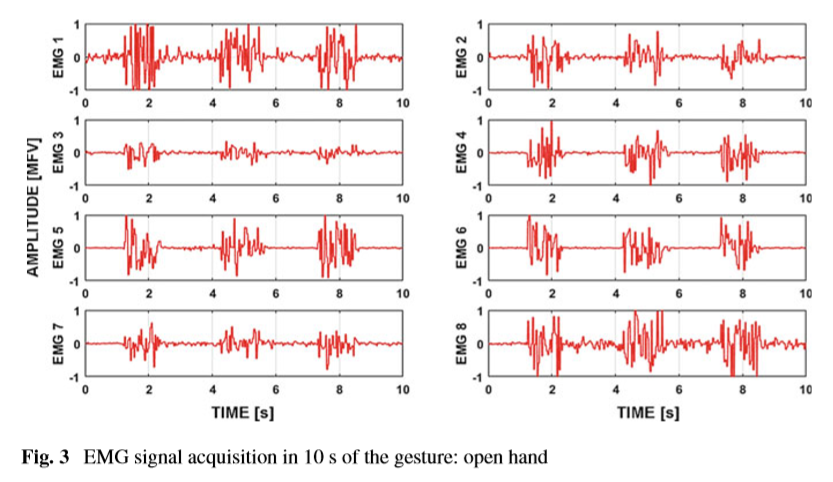 AMPLITUDE [MFV]
EMG 1
1
0
-1
0 2 4 6 8 10
EMG 2
1
0
-1
0 2 4 6 8 10
EMG 3
1
0
-1
0 2 4 6 8 10
EMG 4
1
0
-1
0 2 4 6 8 10
EMG 5
1
0
-1
0 2 4 6 8 10
EMG 6
1
0
-1
0 2 4 6 8 10
EMG 7
1
0
-1
0 2 4 6 8 10
TIME [s]
EMG 8
1
0
-1
0 2 4 6 8 10
TIME [s]
Fig. 3 EMG signal acquisition in 10 s of the gesture: open hand